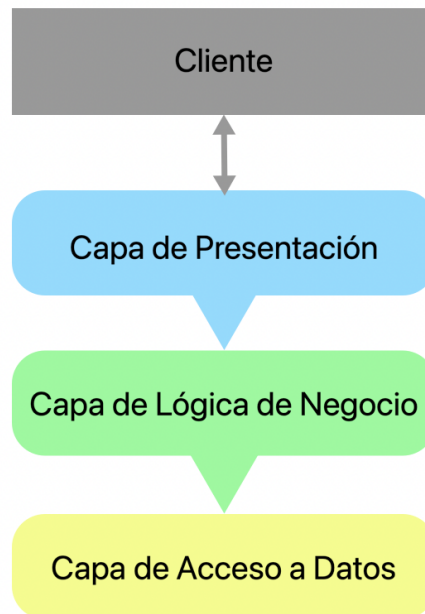 Cliente
Capa de Presentación
Capa de Lógica de Negocio
Capa de Acceso a Datos